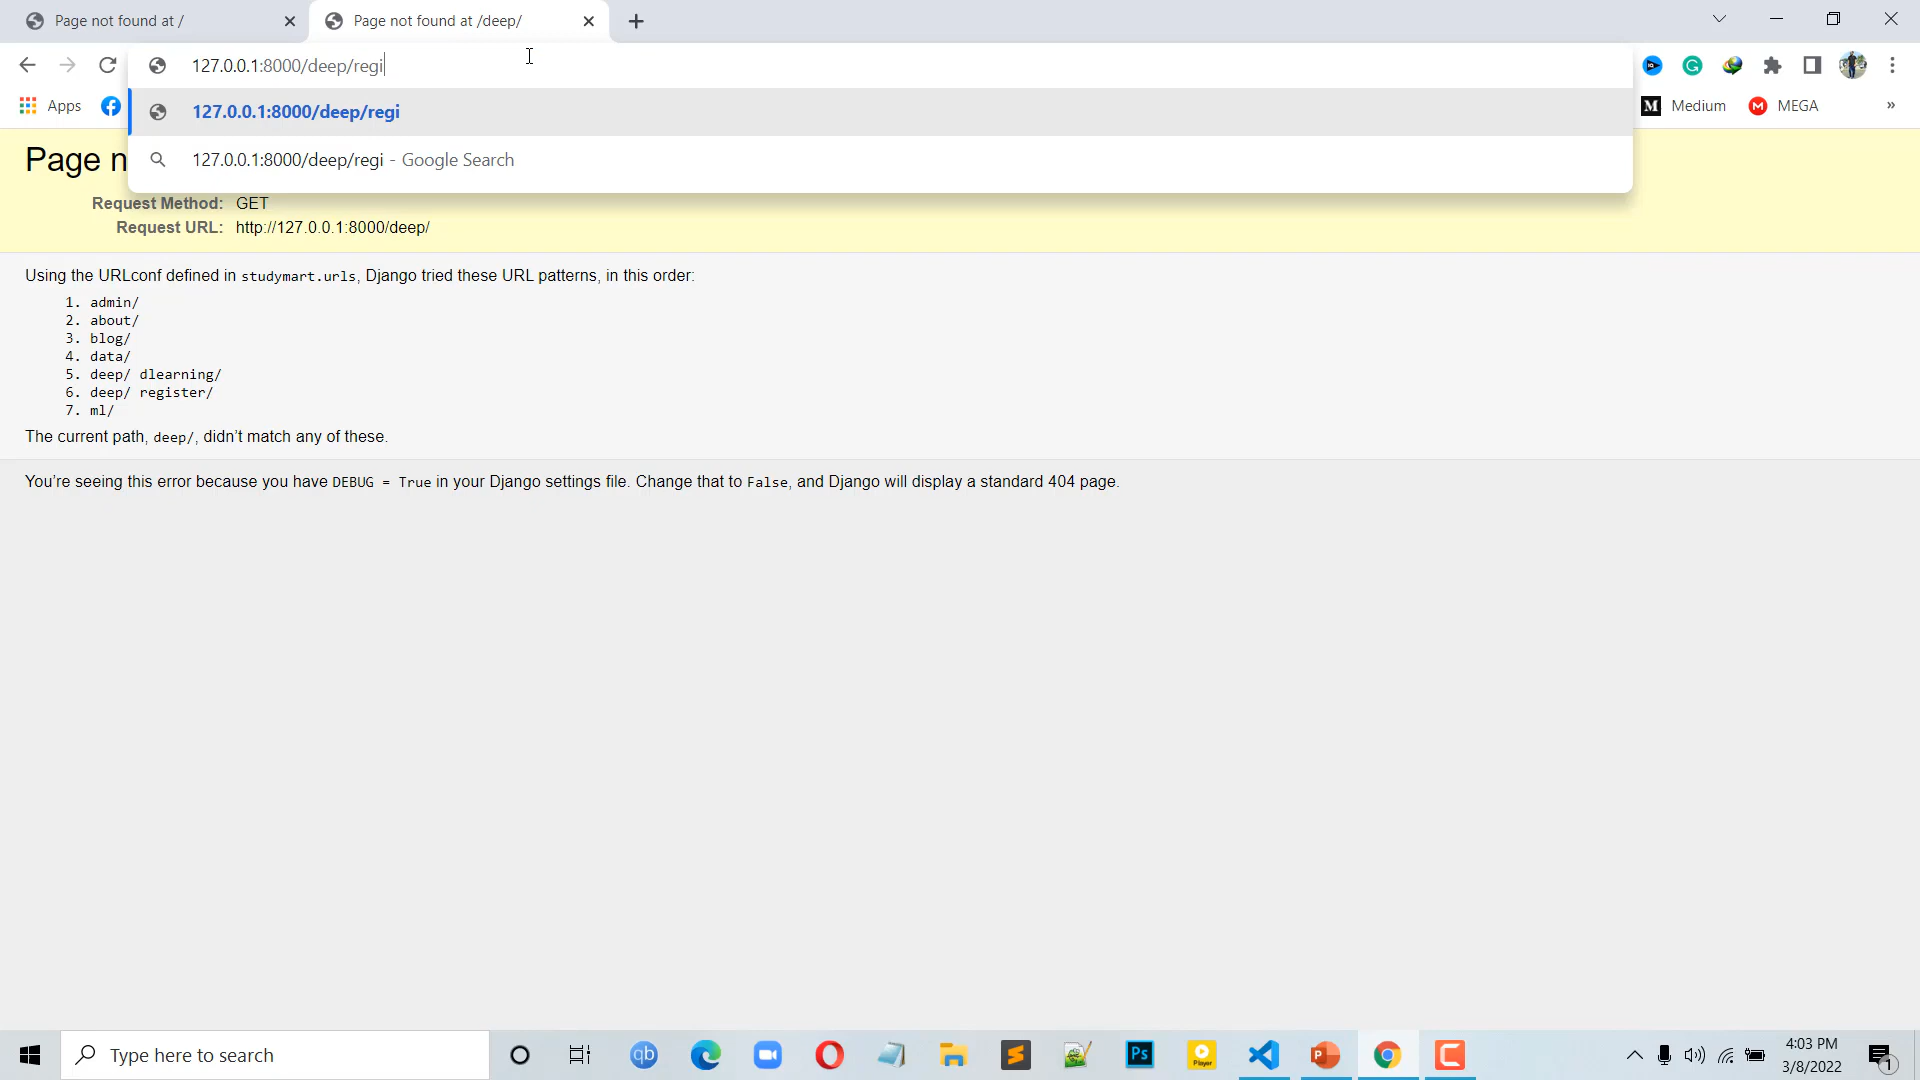 Page not found at /
Page not found at /deep/
127.0.0.1:8000/deep/regi
Apps
127.0.0.1:8000/deep/regi
Medium
MEGA
»
127.0.0.1:8000/deep/regi - Google Search
Page n
Request Method: GET
Request URL: http://127.0.0.1:8000/deep/
Using the URLconf defined in studymart.urls, Django tried these URL patterns, in this order:
1. admin/
2. about/
3. blog/
4. data/
5. deep/ dlearning/
6. deep/ register/
7. ml/
The current path, deep/, didn’t match any of these.
You’re seeing this error because you have DEBUG = True in your Django settings file. Change that to False, and Django will display a standard 404 page.
Type here to search
qb
Ps
Player
P
4:03 PM
3/8/2022
1